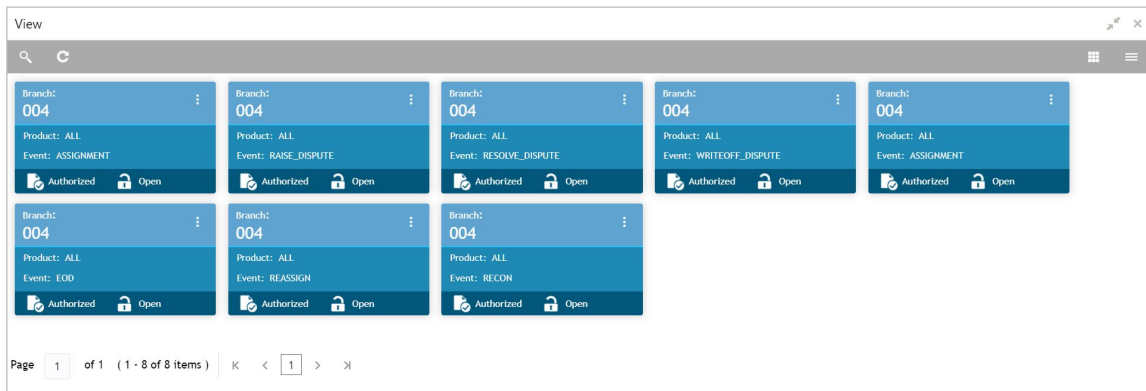 View
Branch: Branch: Branch: Branch: Branch:
004 004 004 004 004
Product: ALL Product: ALL Product: ALL Product: ALL Product: ALL
Event: ASSIGNMENT Event: RAISE_DISPUTE Event: RESOLVE_DISPUTE Event: WRITEOFF_DISPUTE Event: ASSIGNMENT
Authorized Open Authorized Open Authorized Open Authorized Open Authorized Open
Branch: Branch: Branch:
004 004 004
Product: ALL Product: ALL Product: ALL
Event: EOD Event: REASSIGN Event: RECON
Authorized Open Authorized Open Authorized Open
Page 1 of 1 ( 1 - 8 of 8 items ) 1